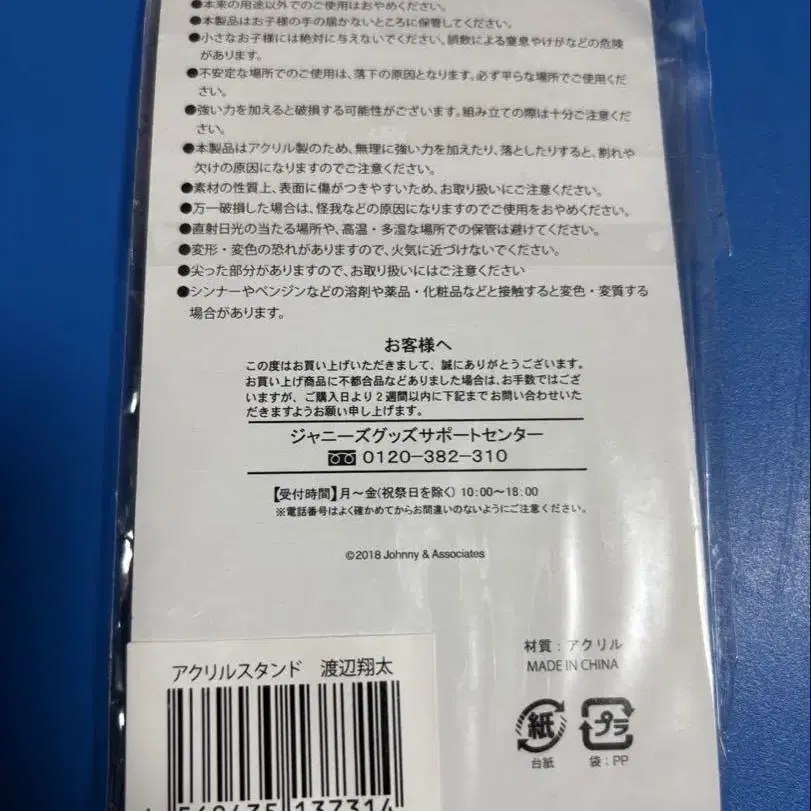 ●本来の用途以外でのご使用はおやめください。
●本製品はお子様の手の届かないところに保管してください。
●小さなお子様には絶対に与えないでください。誤飲による窒息やけがなどの危険
があります。
●不安定な場所でのご使用は、落下の原因となります。必ず平らな場所でご使用くだ
さい。
●強い力を加えると破損する可能性がございます。組み立ての際は十分ご注意くだ
さい。
●本製品はアクリル製のため、無理に強い力を加えたり、落としたりすると、割れや
欠けの原因になりますのでご注意ください。
●素材の性質上、表面に傷がつきやすいため、お取り扱いにご注意ください。
●万一破損した場合は、怪我などの原因になりますのでご使用をおやめください。
●直射日光の当たる場所や、高温・多湿な場所での保管は避けてください。
●変形・変色の恐れがありますので、火気に近づけないでください。
●尖った部分がありますので、お取り扱いにはご注意ください
●シンナーやベンジンなどの溶剤や薬品・化粧品などと接触すると変色・変質する
場合があります。
お客様へ
この度はお買い上げいただきまして、誠にありがとうございます。
お買い上げ商品に不都合品などありました場合は、お手数ではござ
いますが、ご購入日より2週間以内に下記までお問い合わせいた
だきますようお願い申し上げます。
ジャニーズグッズサポートセンター
0120-382-310
【受付時間】月～金(祝祭日を除く) 10:00～18:00
※電話番号はよく確かめてからお間違いのないようにご注意ください。
©2018 Johnny & Associates
材質：アクリル
MADE IN CHINA
アクリルスタンド 渡辺翔太
紙
プラ
台紙
袋：PP
4 549435 137314